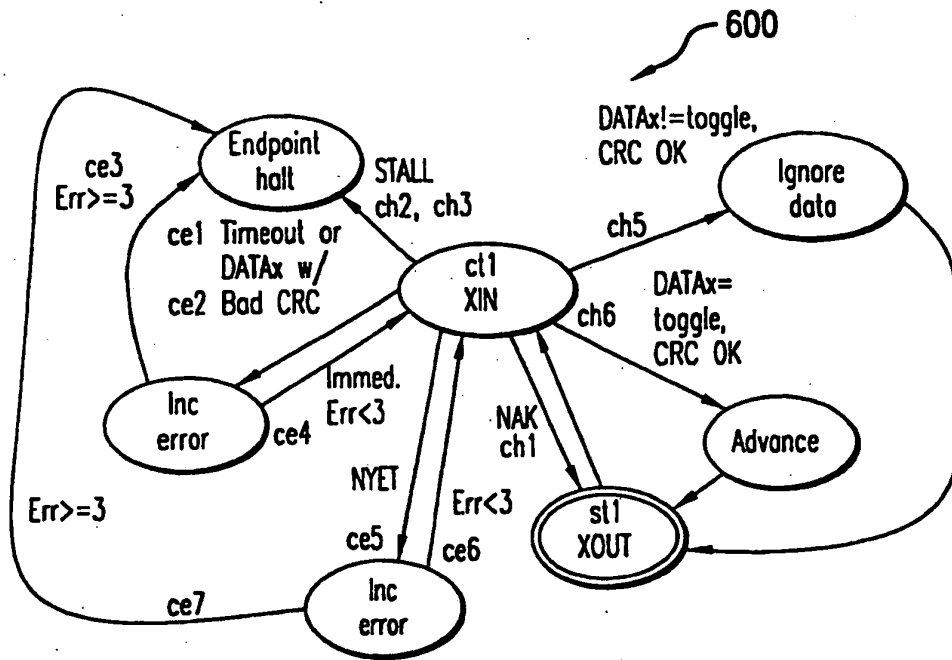 600
DATAx!=toggle,
CRC OK
ce3
Err>=3
Endpoint
halt
STALL
ch2, ch3
Ignore
data
ce1 Timeout or
DATAx w/
ce2 Bad CRC
ch5
ct1
XIN
ch6
DATAx=
toggle,
CRC OK
Immed.
Err<3
Inc
error
ce4
NAK
ch1
Advance
NYET
Err<3
Err>=3
st1
XOUT
ce5
ce6
Inc
error
ce7